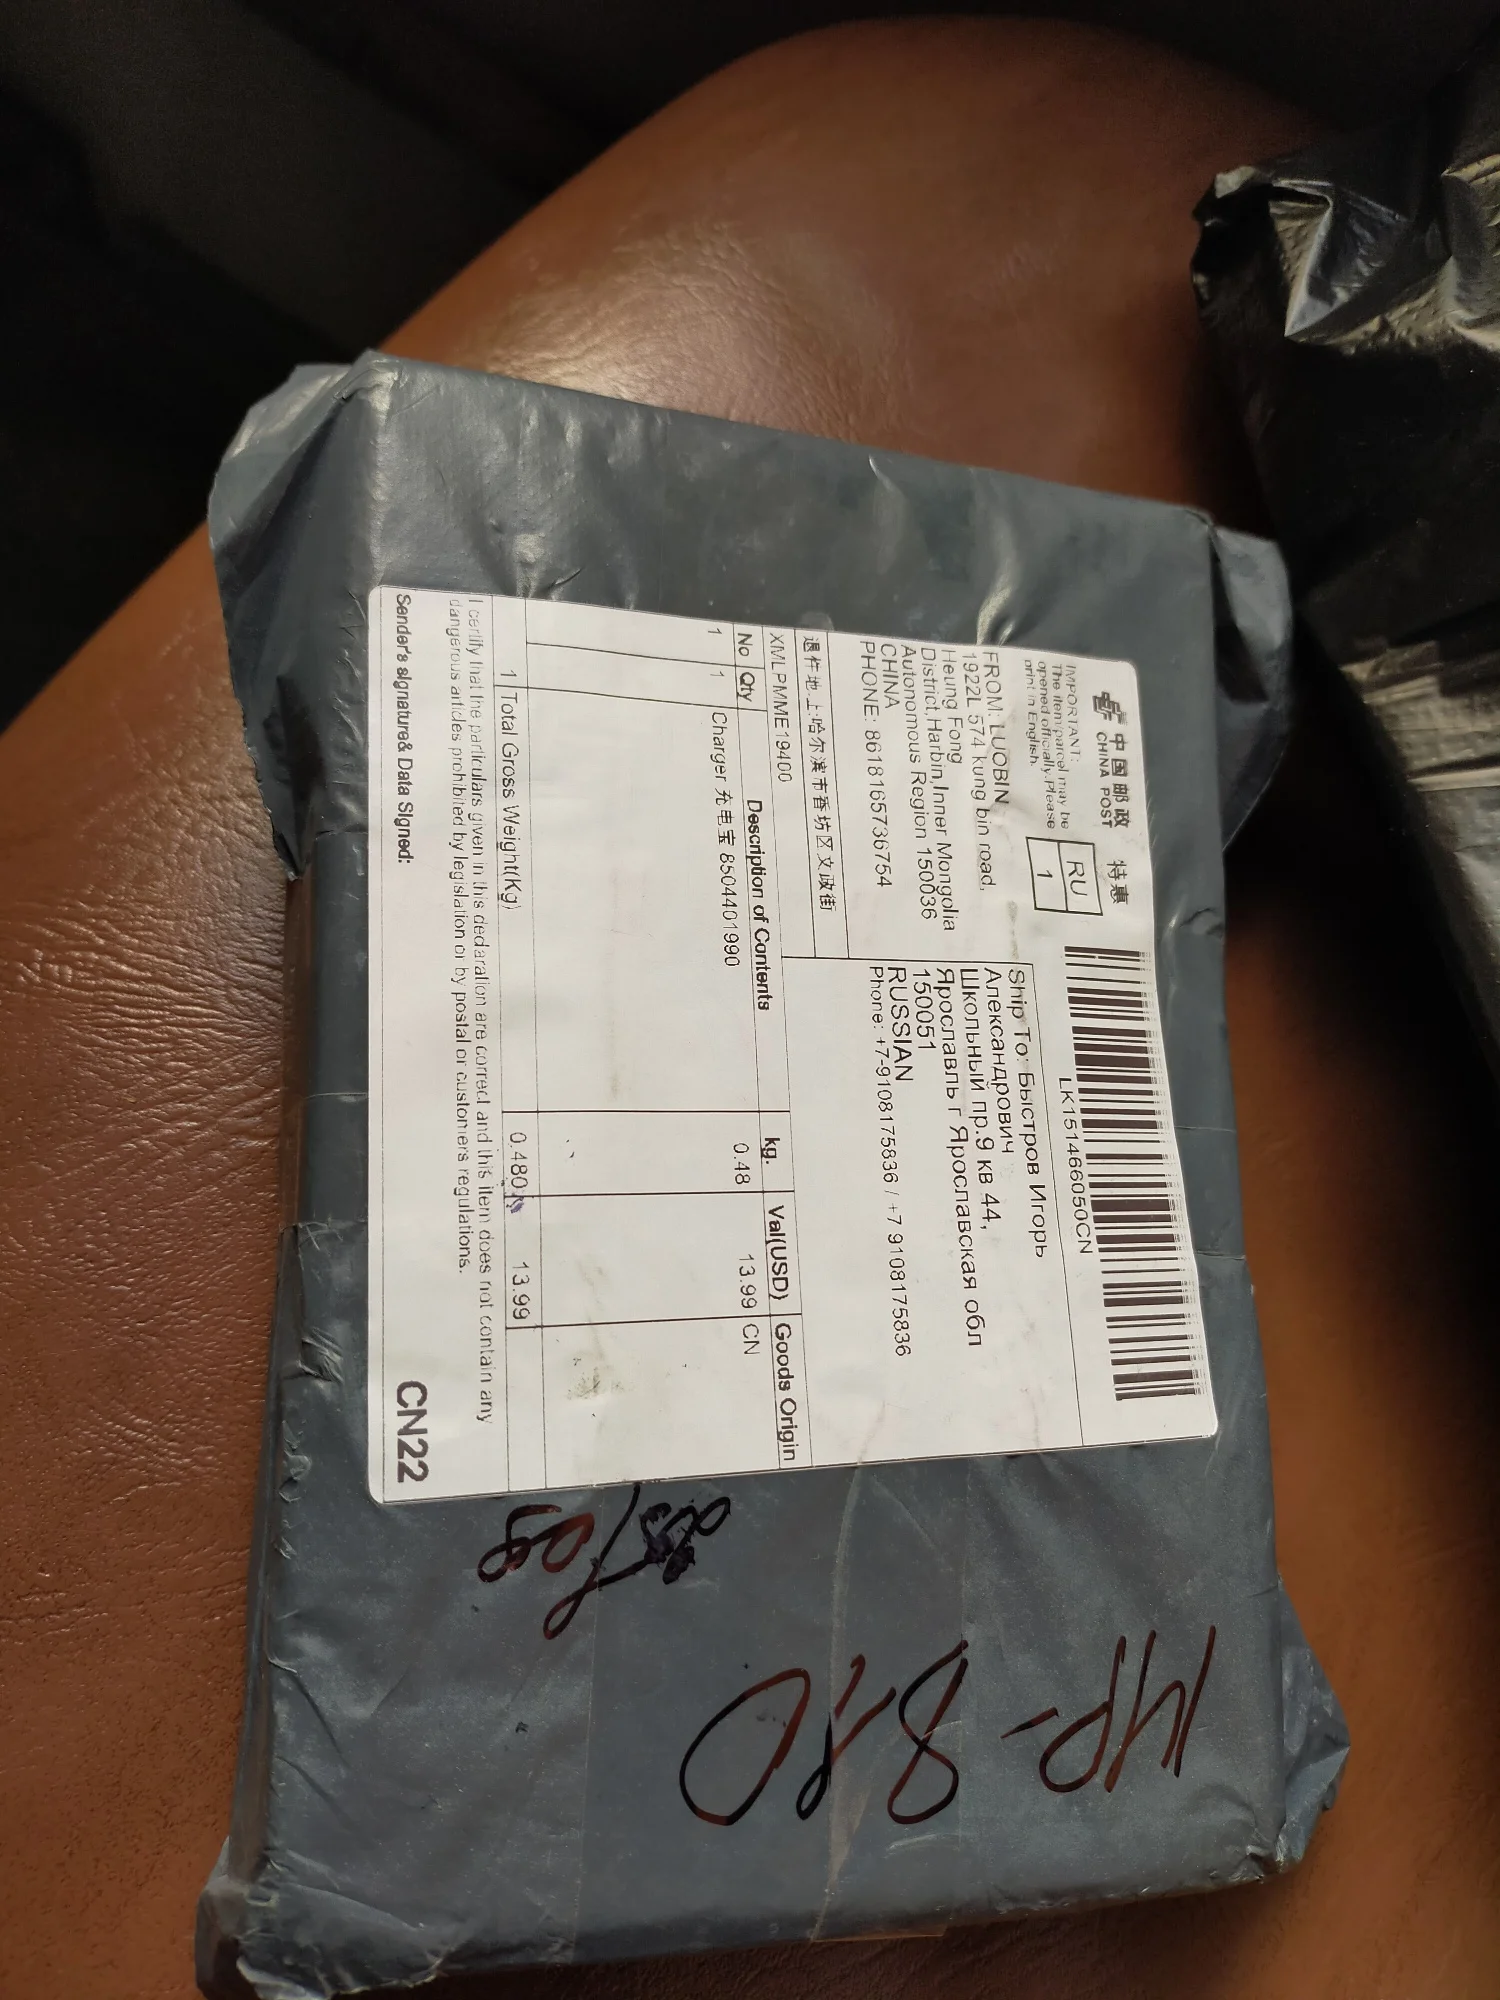 中国邮政 特惠
CHINA POST
IMPORTANT:
The item/parcel may be
opened officially.Please
print in English.
RU
1
LK151466050CN
FROM: LUOBIN
1922L 574 kung bin road,
Heung Fong
District,Harbin,Inner Mongolia
Autonomous Region 150036
CHINA
PHONE: 8618165736754
退件地上:哈尔滨市香坊区文政街
Ship To: Быстров Игорь
Александрович
Школьный пр.9 кв 44,
Ярославль г Ярославская обл
150051
RUSSIAN
Phone: +7-9108175836 / +7 9108175836
XMLPMME19400
No Qty Description of Contents kg. Val(USD) Goods Origin
1 1 Charger 充电宝 8504401990 0.48 13.99 CN
1 Total Gross Weight(Kg) 0.480 13.99
I certify that the particulars given in this declaration are correct and this item does not contain any
dangerous articles prohibited by legislation or by postal or customers regulations.
Sender's signature& Data Signed: CN22